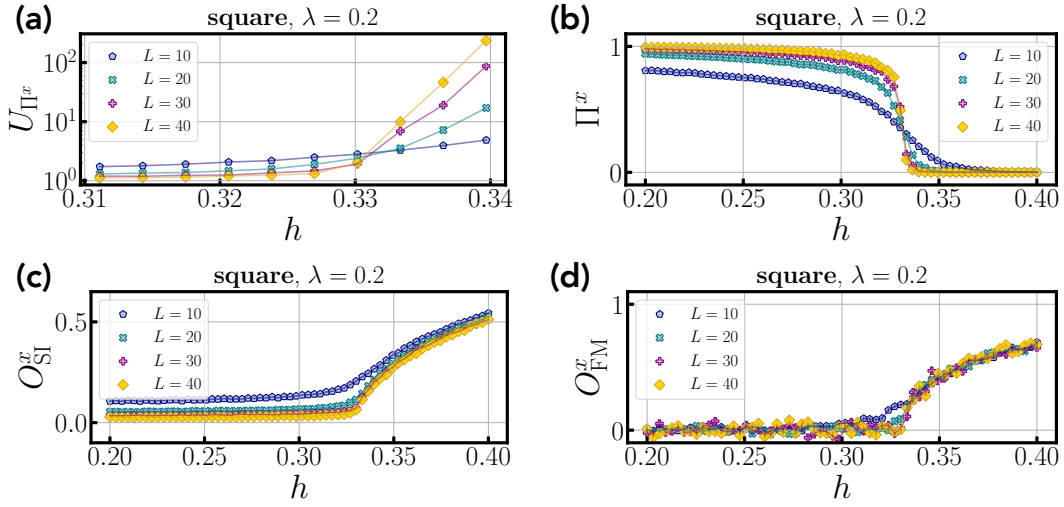 (a)
square, λ = 0.2
U_{Π^x}
10^2
10^1
10^0
L = 10
L = 20
L = 30
L = 40
0.31 0.32 0.33 0.34
h
(b)
square, λ = 0.2
Π^x
1
0
L = 10
L = 20
L = 30
L = 40
0.20 0.25 0.30 0.35 0.40
h
(c)
square, λ = 0.2
O^x_{SI}
0.5
0.0
L = 10
L = 20
L = 30
L = 40
0.20 0.25 0.30 0.35 0.40
h
(d)
square, λ = 0.2
O^x_{FM}
1
0
L = 10
L = 20
L = 30
L = 40
0.20 0.25 0.30 0.35 0.40
h